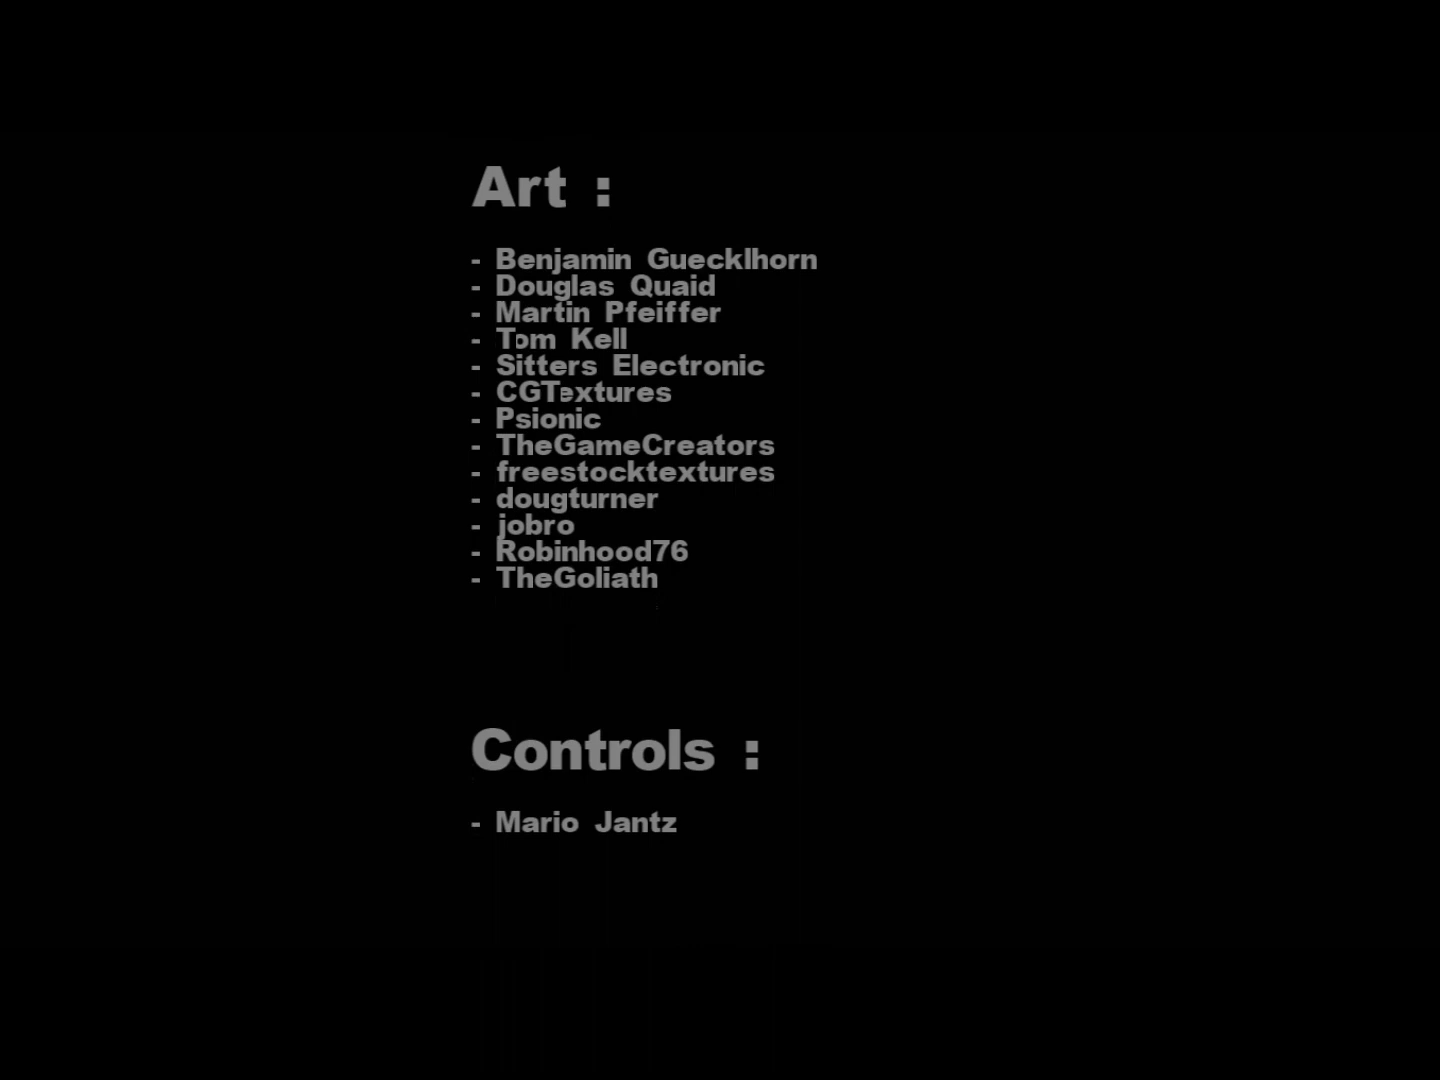 Art :
- Benjamin Guecklhorn
- Douglas Quaid
- Martin Pfeiffer
- Tom Kell
- Sitters Electronic
- CGTextures
- Psionic
- TheGameCreators
- freestocktextures
- dougturner
- jobro
- Robinhood76
- TheGoliath
Controls :
- Mario Jantz